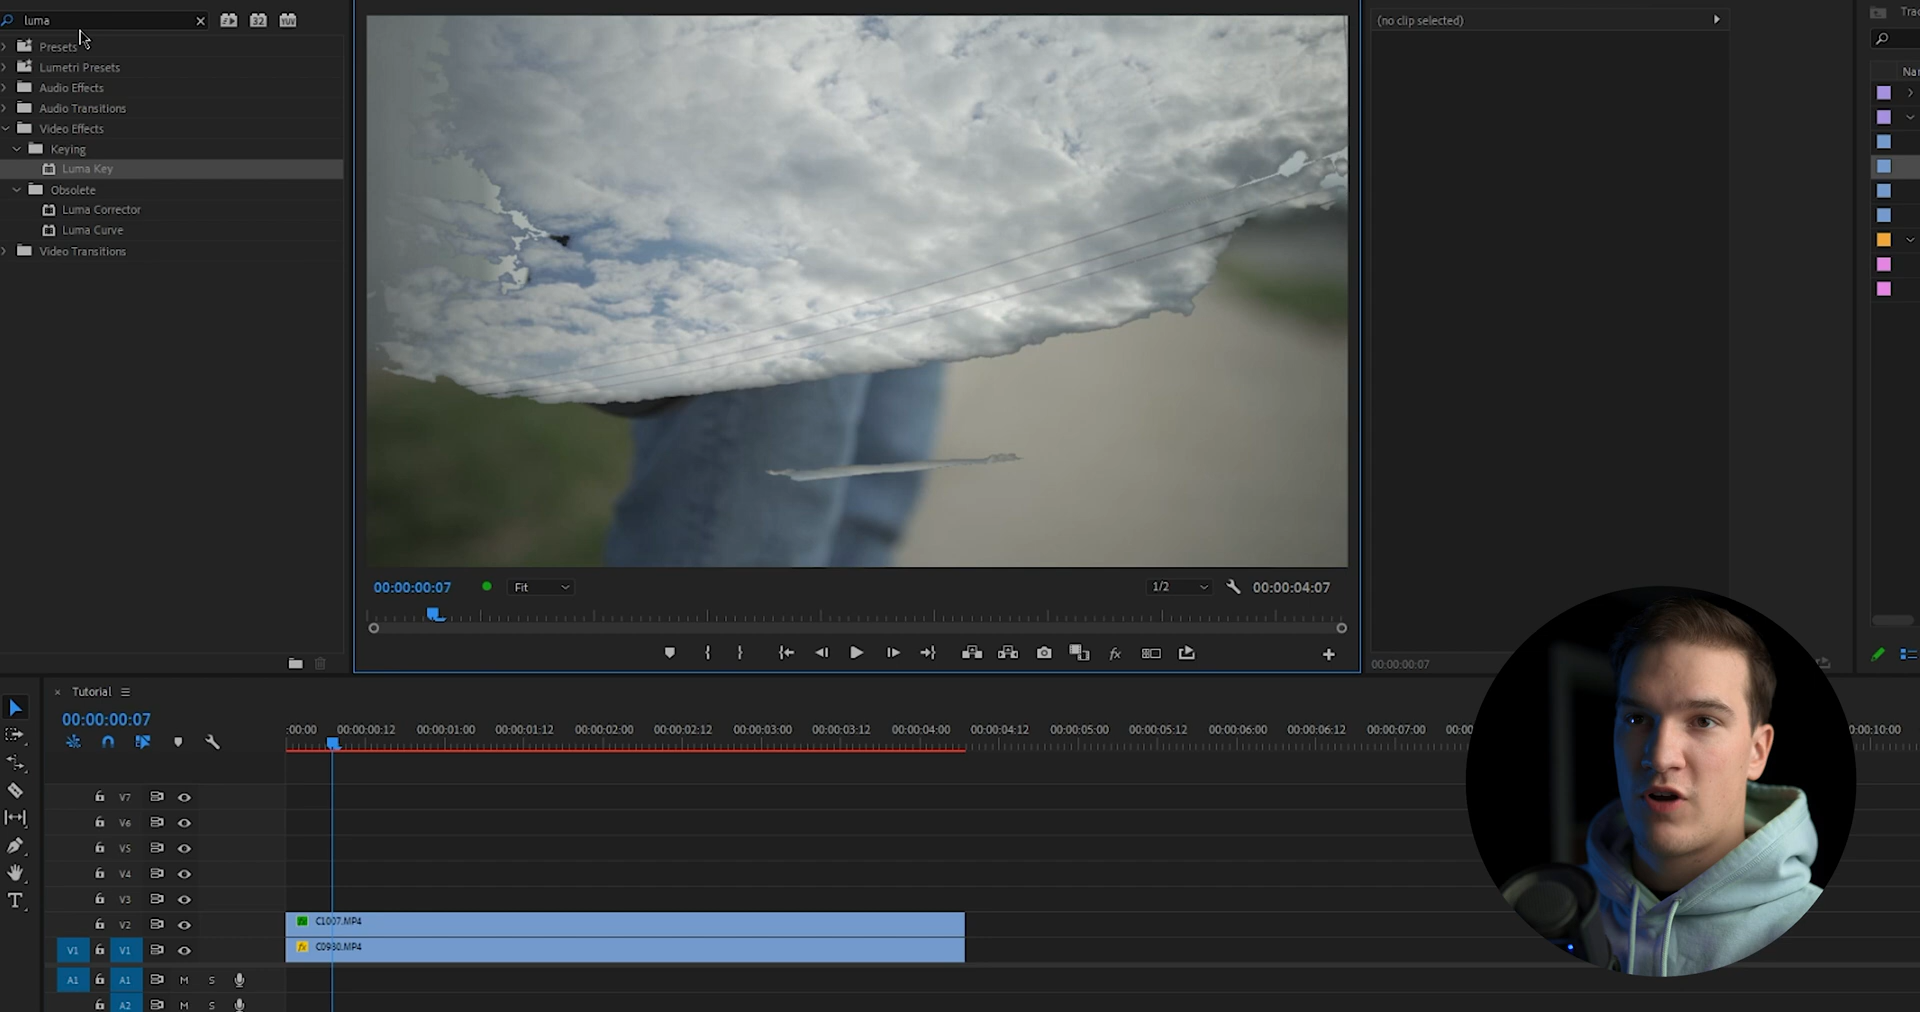 luma
32
YUV
Presets
Lumetri Presets
Audio Effects
Audio Transitions
Video Effects
Keying
Luma Key
Obsolete
Luma Corrector
Luma Curve
Video Transitions
00:00:00:07
Fit
1/2
00:00:04:07
fx
(no clip selected)
00:00:00:07
Tutorial
00:00:00:07
:00:00
00:00:00:12
00:00:01:00
00:00:01:12
00:00:02:00
00:00:02:12
00:00:03:00
00:00:03:12
00:00:04:00
00:00:04:12
00:00:05:00
00:00:05:12
00:00:06:00
00:00:06:12
00:00:07:00
0:00:10:00
V7
V6
V5
V4
V3
V2
C1007.MP4
V1 V1
fx C0980.MP4
A1 A1 M S
A2 M S